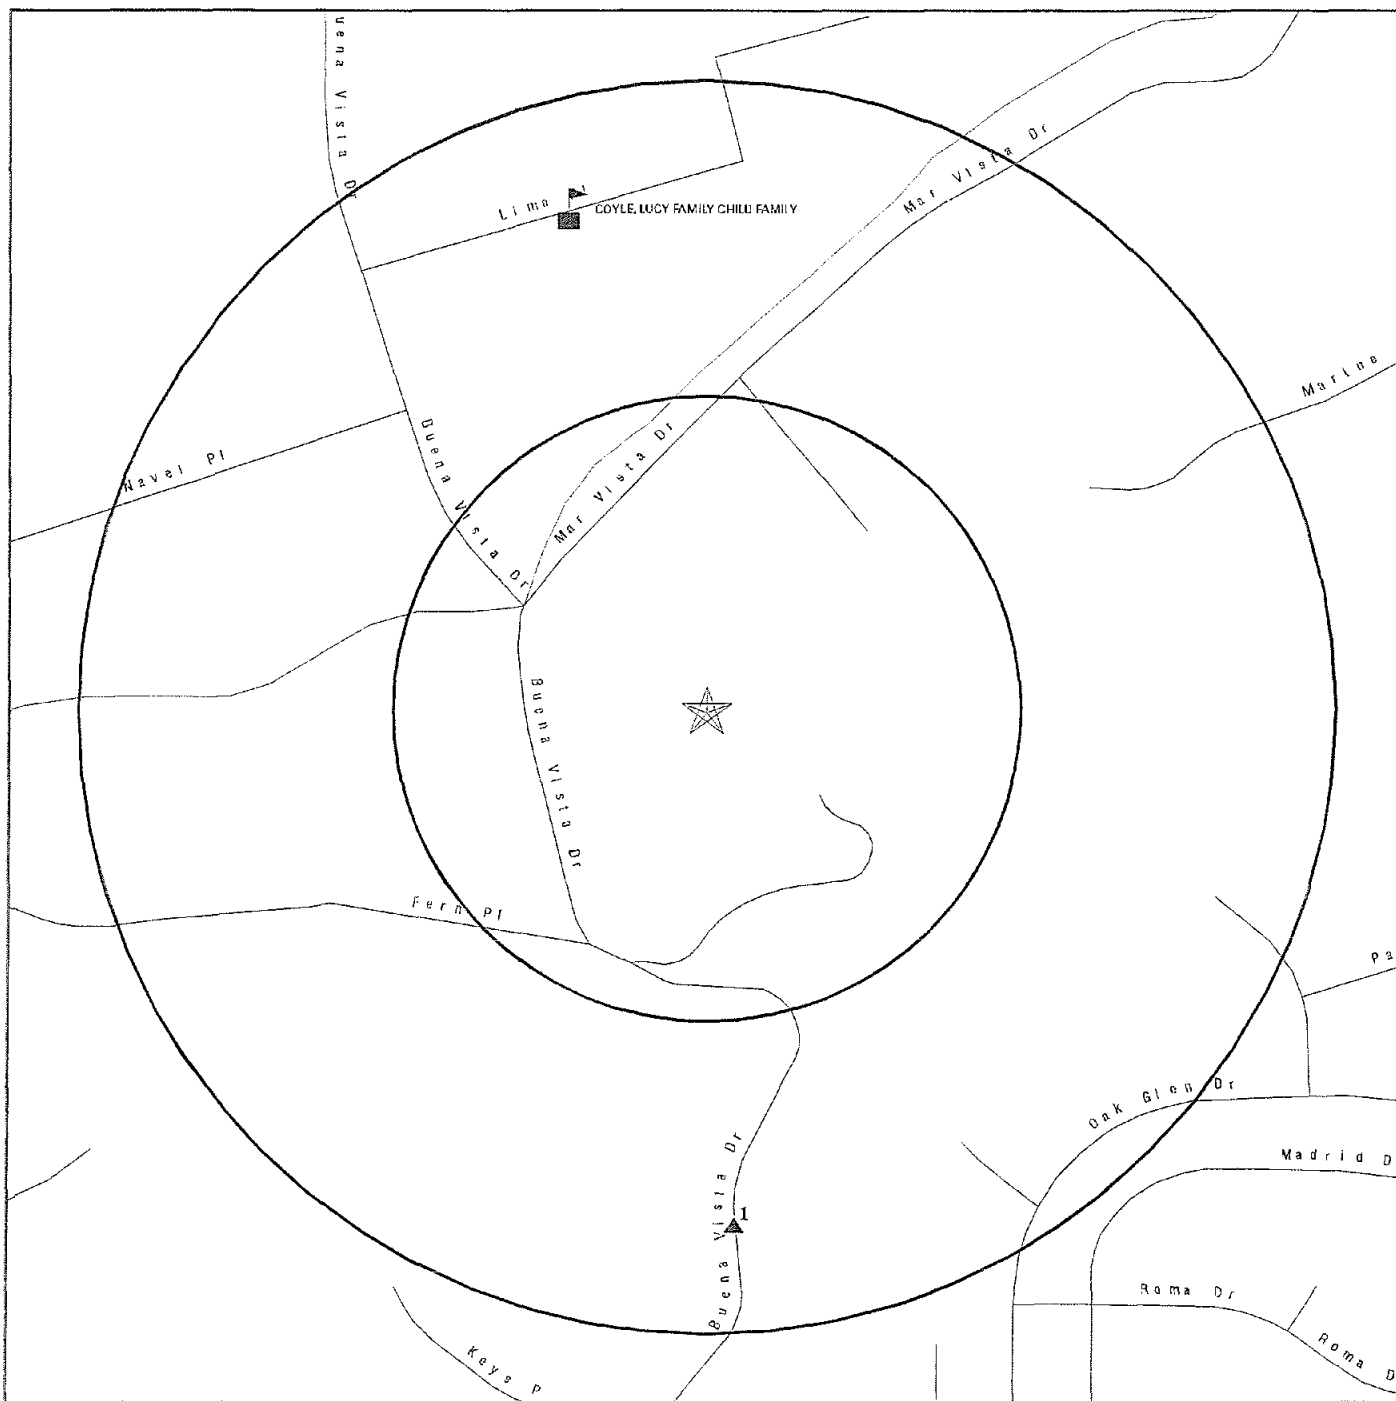 uena Vista Dr
Mar Vista Dr
Lima
COYLE, LUCY FAMILY CHILD FAMILY
Marine
Buena Vista Dr
Mar Vista Dr
Navel Pl
Buena Vista Dr
Fern Pl
Pa
Oak Glen Dr
Buena Vista Dr
Madrid D
1
Roma Dr
Roma D
Keys P